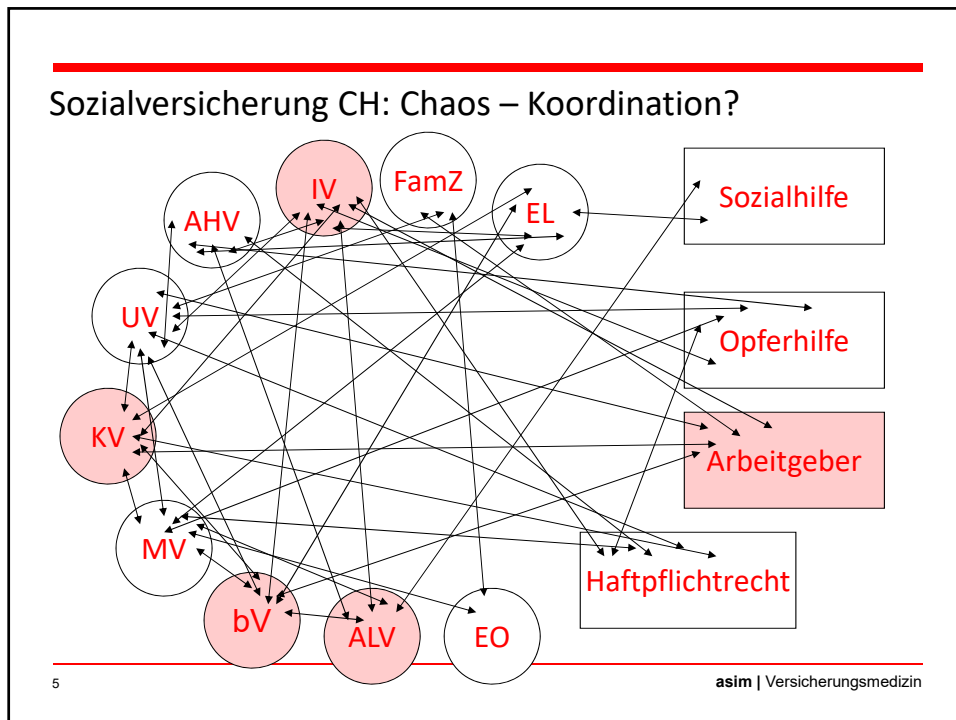 Sozialversicherung CH: Chaos – Koordination?
IV
FamZ
EL
AHV
UV
KV
MV
bV
ALV
EO
Sozialhilfe
Opferhilfe
Arbeitgeber
Haftpflichtrecht
5
asim | Versicherungsmedizin